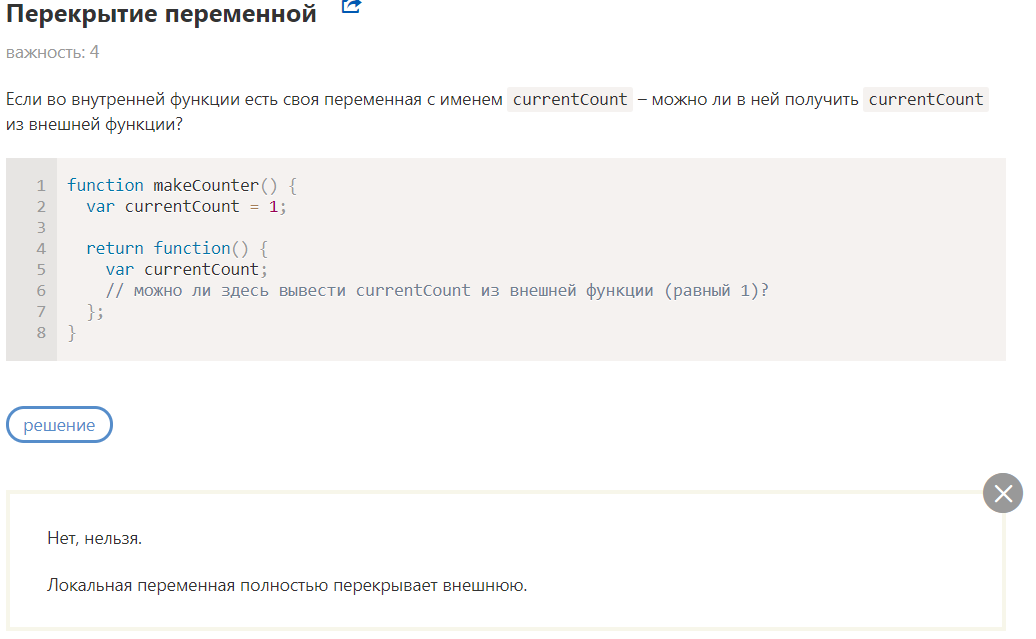 Перекрытие переменной
важность: 4
Если во внутренней функции есть своя переменная с именем currentCount – можно ли в ней получить currentCount
из внешней функции?
1 function makeCounter() {
2   var currentCount = 1;
3
4   return function() {
5     var currentCount;
6     // можно ли здесь вывести currentCount из внешней функции (равный 1)?
7   };
8 }
решение
Нет, нельзя.
Локальная переменная полностью перекрывает внешнюю.